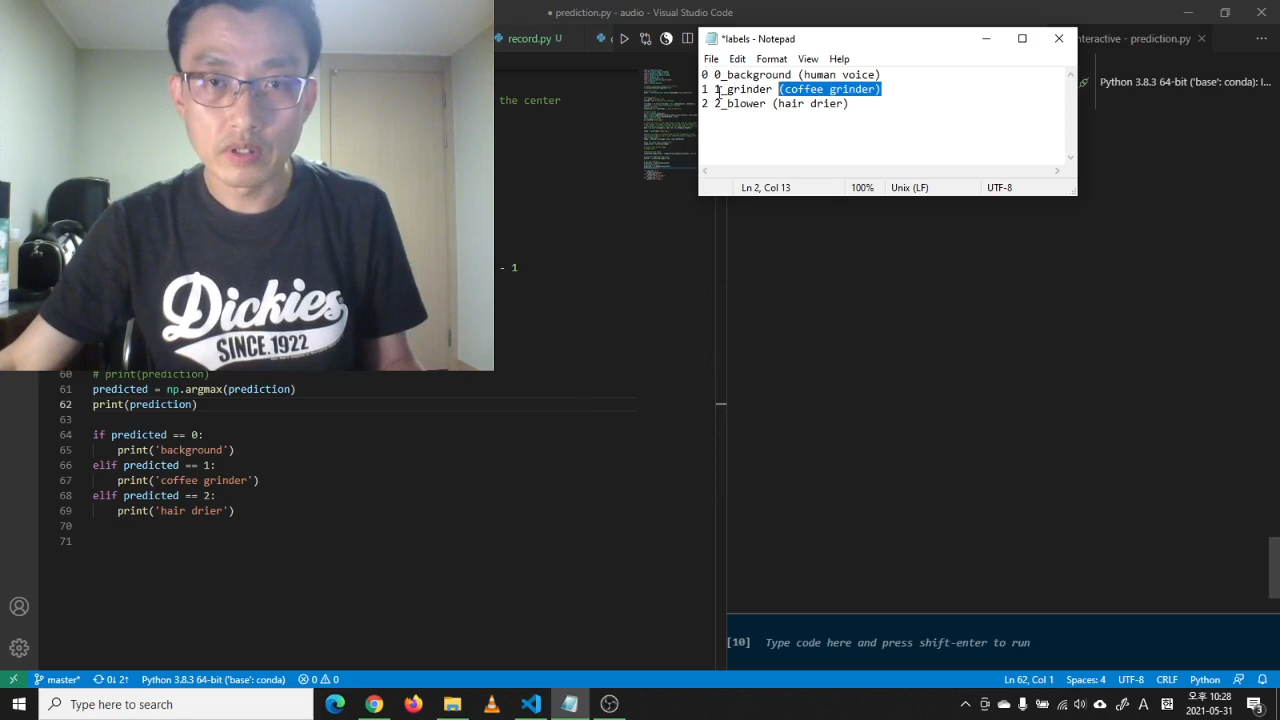 prediction.py - audio - Visual Studio Code
record.py U
interactive - prediction.py
*labels - Notepad
File Edit Format View Help
0 0_background (human voice)
1 1_grinder (coffee grinder)
2 2_blower (hair drier)
Ln 2, Col 13 100% Unix (LF) UTF-8
Python 3.8.3 64-bit ('base': conda): I...
the center
- 1
Dickies
SINCE.1922
60 # print(prediction)
61 predicted = np.argmax(prediction)
62 print(prediction)
63
64 if predicted == 0:
65 print('background')
66 elif predicted == 1:
67 print('coffee grinder')
68 elif predicted == 2:
69 print('hair drier')
70
71
[10] Type code here and press shift-enter to run
master* 0↓ 2↑ Python 3.8.3 64-bit ('base': conda) 0 0 Ln 62, Col 1 Spaces: 4 UTF-8 CRLF Python
Type here to search
A
오후 10:28
2021-05-31